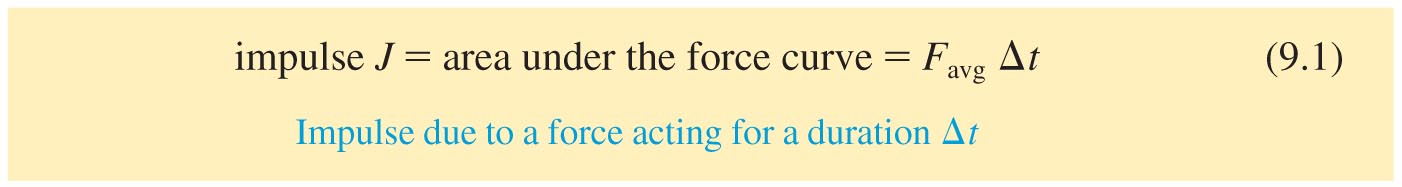 impulse J = area under the force curve = F_avg Δt (9.1)
Impulse due to a force acting for a duration Δt